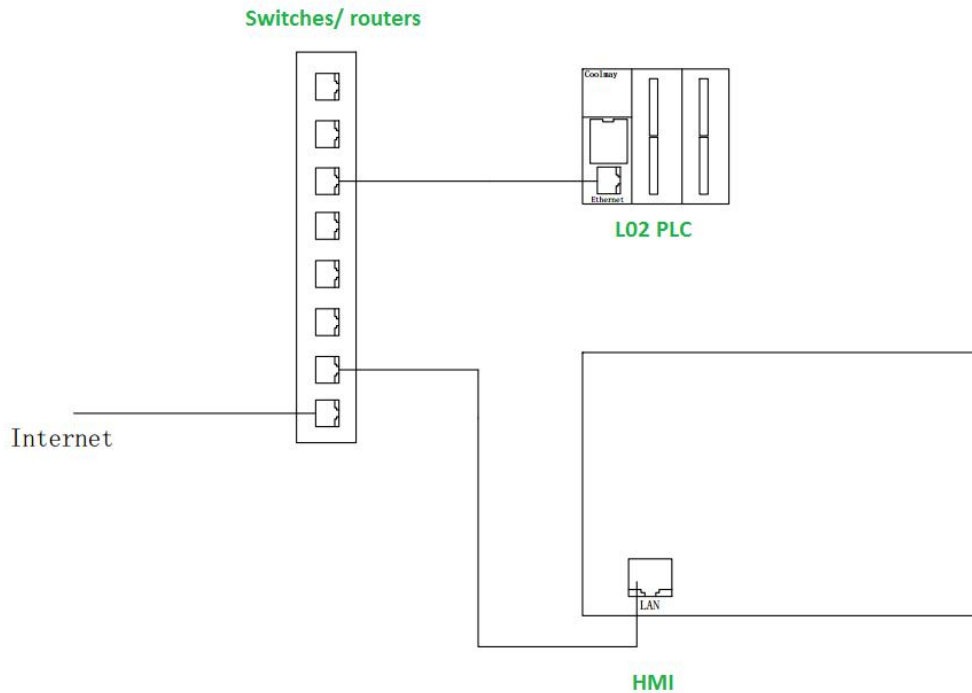 Switches/ routers
Coolmay
Ethernet
L02 PLC
Internet
LAN
HMI